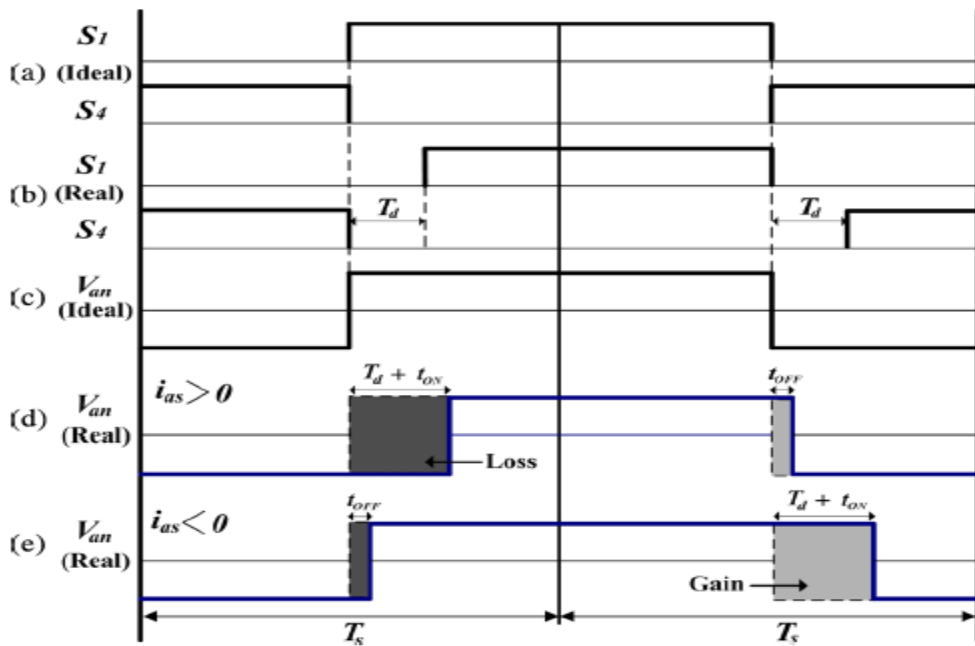 S1
(a) (Ideal)
S4
S1
(b) (Real)
Td Td
S4
Van
(c) (Ideal)
Td + tON tOFF
ias>0
Van
(d) (Real)
Loss
tOFF Td + tON
ias<0
Van
(e) (Real)
Gain
Ts Ts